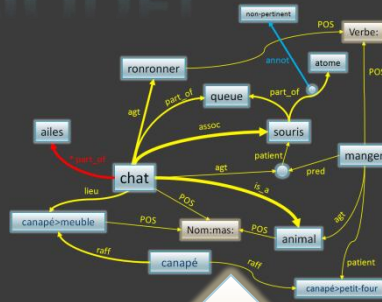 non-pertinent
POS
Verbe:
annot
atome
ronronner
POS
part_of
queue
part_of
agt
ailes
assoc
souris
*:part_of
patient
manger
agt
pred
chat
is_a
lieu
POS
agt
canapé>meuble
POS
Nom:mas:
POS
animal
raff
canapé
raff
patient
canapé>petit-four